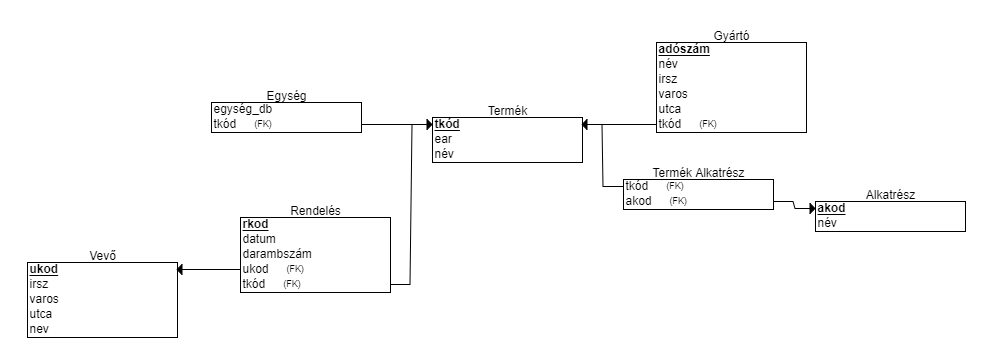 Gyártó
adószám
név
irsz
varos
utca
tkód (FK)
Egység
egység_db
tkód (FK)
Termék
tkód
ear
név
Termék Alkatrész
tkód (FK)
akod (FK)
Alkatrész
akod
név
Rendelés
rkod
datum
darambszám
ukod (FK)
tkód (FK)
Vevő
ukod
irsz
varos
utca
nev